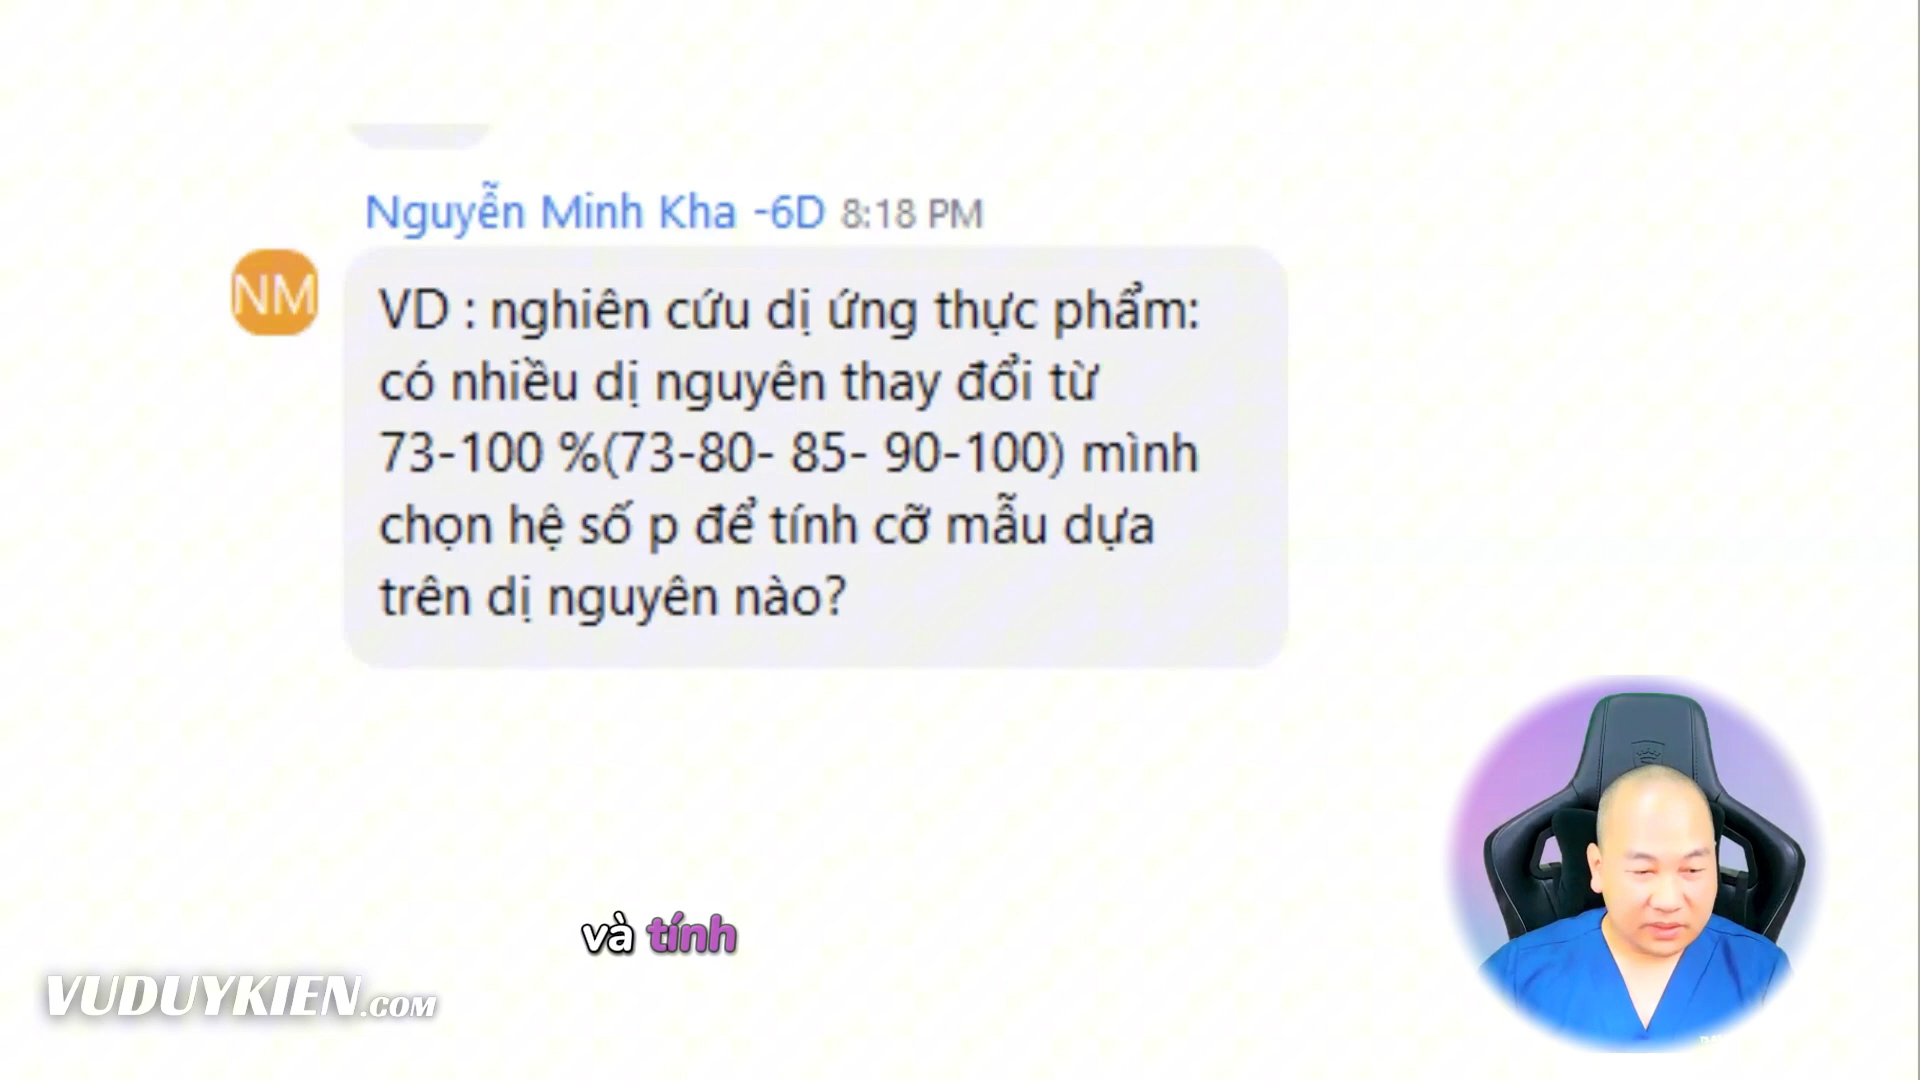 Nguyễn Minh Kha -6D 8:18 PM
NM
VD : nghiên cứu dị ứng thực phẩm:
có nhiều dị nguyên thay đổi từ
73-100 %(73-80- 85- 90-100) mình
chọn hệ số p để tính cỡ mẫu dựa
trên dị nguyên nào?
và tính
VUDUYKIEN.COM